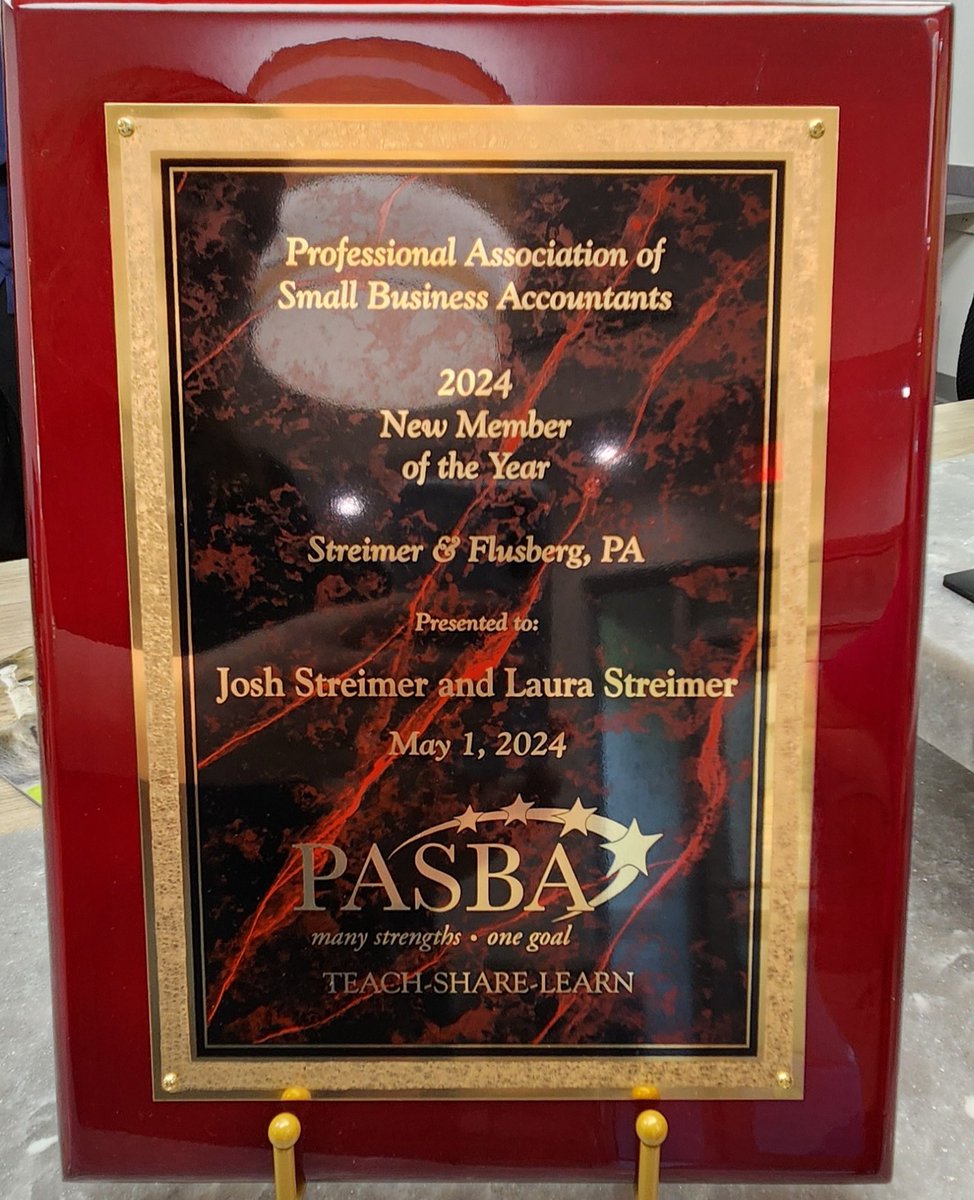 Professional Association of
Small Business Accountants
2024
New Member
of the Year
Streimer & Flusberg, PA
Presented to:
Josh Streimer and Laura Streimer
May 1, 2024
PASBA
many strengths • one goal
TEACH-SHARE-LEARN